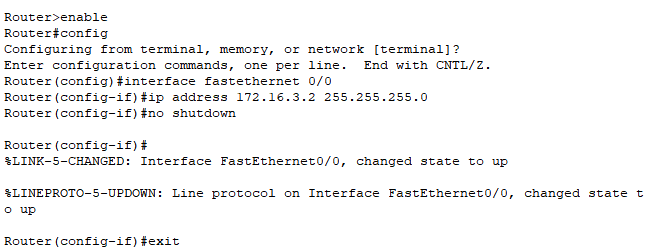 Router>enable
Router#config
Configuring from terminal, memory, or network [terminal]?
Enter configuration commands, one per line.  End with CNTL/Z.
Router(config)#interface fastethernet 0/0
Router(config-if)#ip address 172.16.3.2 255.255.255.0
Router(config-if)#no shutdown
Router(config-if)#
%LINK-5-CHANGED: Interface FastEthernet0/0, changed state to up
%LINEPROTO-5-UPDOWN: Line protocol on Interface FastEthernet0/0, changed state t
o up
Router(config-if)#exit